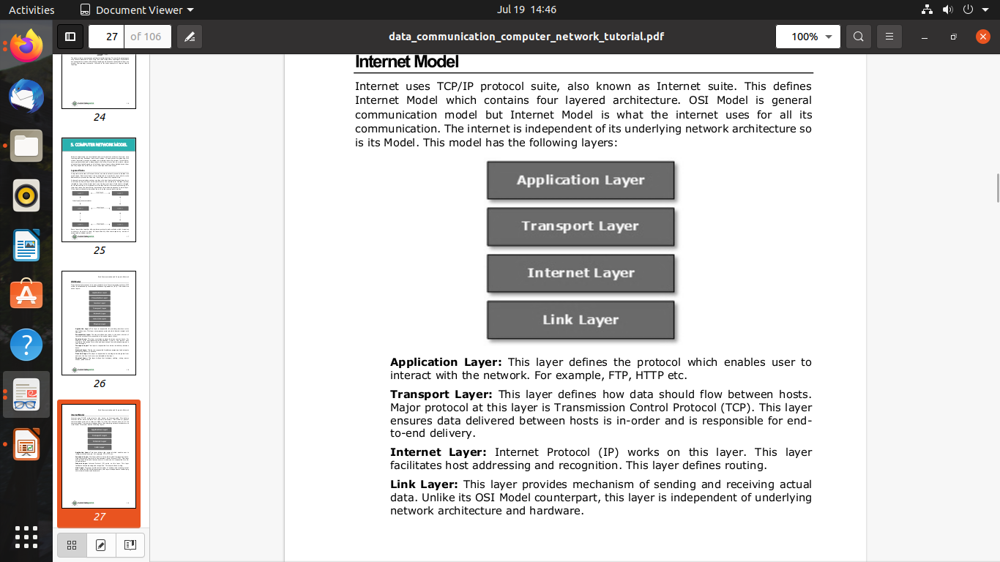 Activities
Document Viewer
Jul 19 14:46
27
of 106
data_communication_computer_network_tutorial.pdf
100%
24
5. COMPUTER NETWORK MODEL
25
26
27
Internet Model
Internet uses TCP/IP protocol suite, also known as Internet suite. This defines
Internet Model which contains four layered architecture. OSI Model is general
communication model but Internet Model is what the internet uses for all its
communication. The internet is independent of its underlying network architecture so
is its Model. This model has the following layers:
Application Layer
Transport Layer
Internet Layer
Link Layer
Application Layer: This layer defines the protocol which enables user to
interact with the network. For example, FTP, HTTP etc.
Transport Layer: This layer defines how data should flow between hosts.
Major protocol at this layer is Transmission Control Protocol (TCP). This layer
ensures data delivered between hosts is in-order and is responsible for end-
to-end delivery.
Internet Layer: Internet Protocol (IP) works on this layer. This layer
facilitates host addressing and recognition. This layer defines routing.
Link Layer: This layer provides mechanism of sending and receiving actual
data. Unlike its OSI Model counterpart, this layer is independent of underlying
network architecture and hardware.